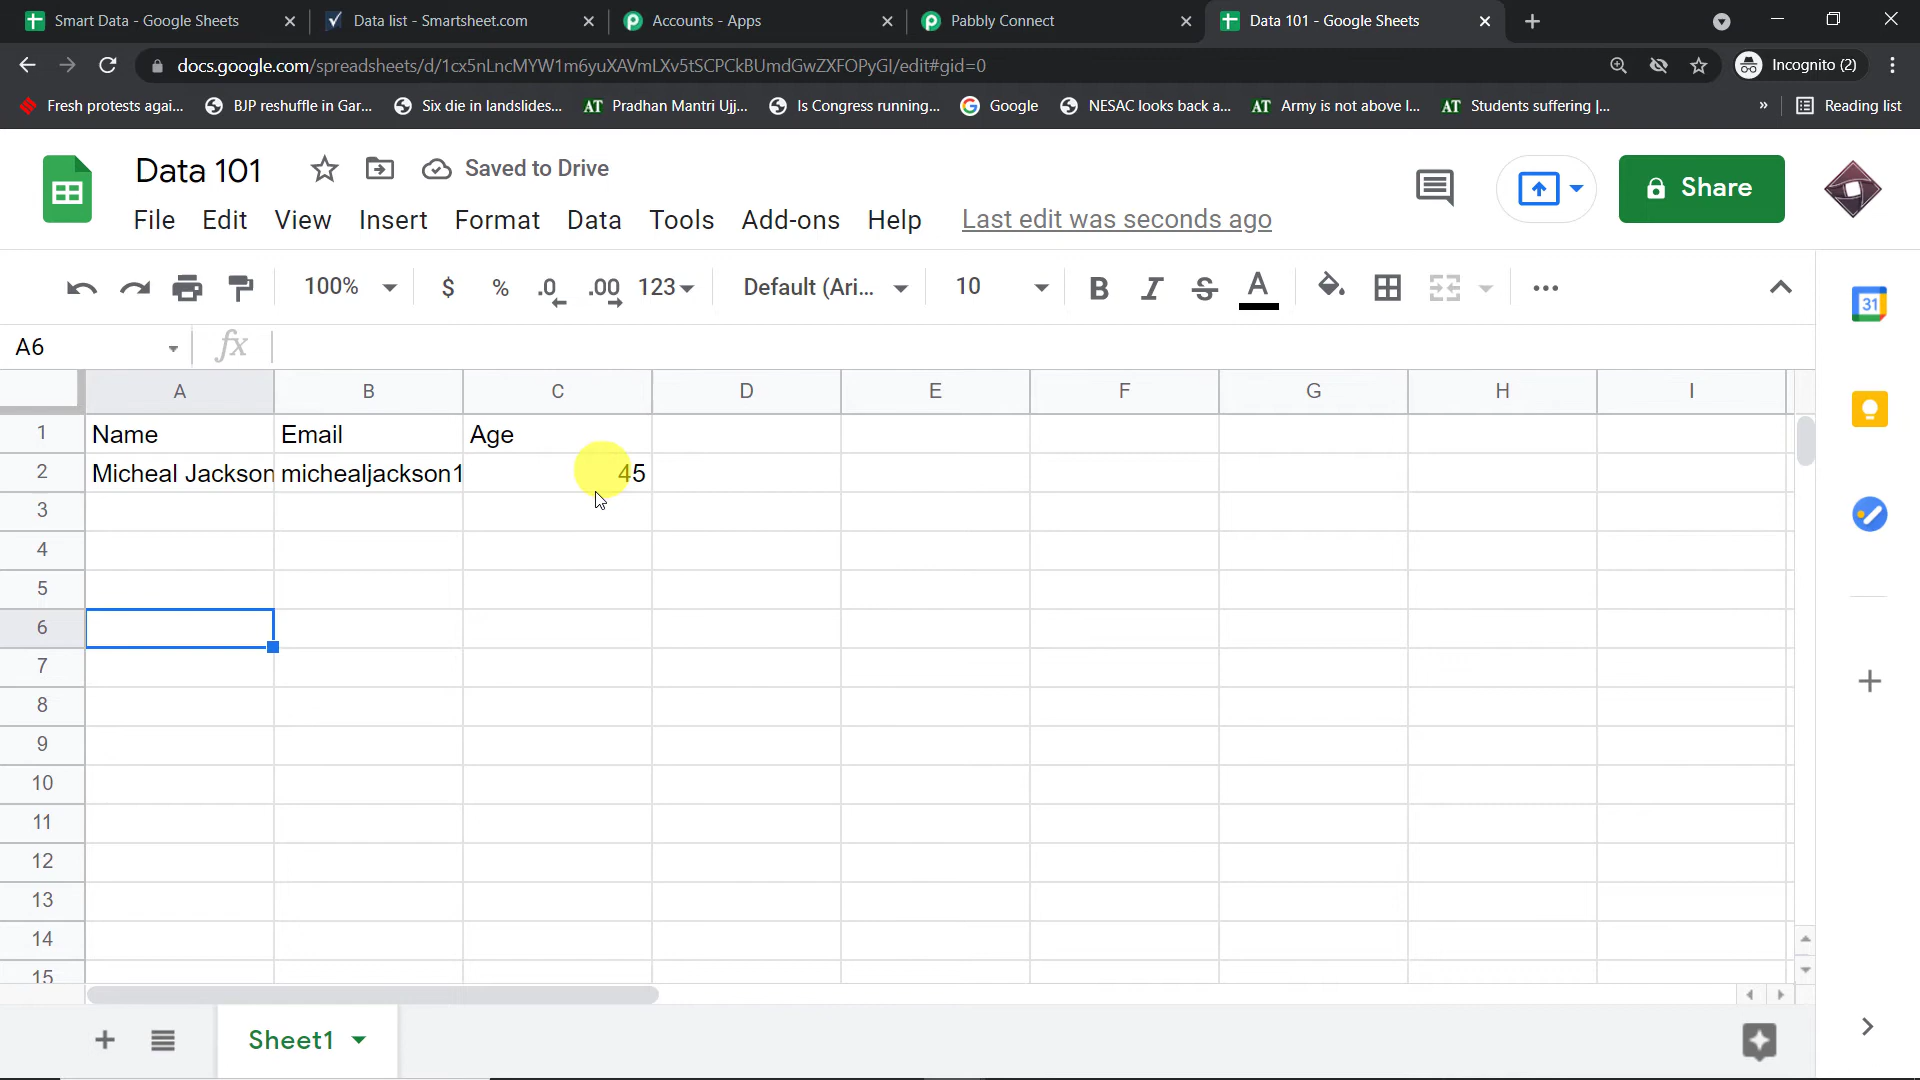 Smart Data - Google Sheets
Data list - Smartsheet.com
Accounts - Apps
Pabbly Connect
Data 101 - Google Sheets
docs.google.com/spreadsheets/d/1cx5nLncMYW1m6yuXAVmLXv5tSCPCkBUmdGwZXFOPyGI/edit#gid=0
Incognito (2)
Fresh protests agai...
BJP reshuffle in Gar...
Six die in landslides...
AT Pradhan Mantri Ujj...
Is Congress running...
Google
NESAC looks back a...
AT Army is not above l...
AT Students suffering |...
»
Reading list
Data 101
Saved to Drive
Share
File Edit View Insert Format Data Tools Add-ons Help Last edit was seconds ago
100% $ % .0 .00 123 Default (Ari... 10 B I S A
31
A6 fx
A B C D E F G H I
1 Name Email Age
2 Micheal Jackson michealjackson1 45
3
4
5
6
7
8
9
10
11
12
13
14
15
Sheet1